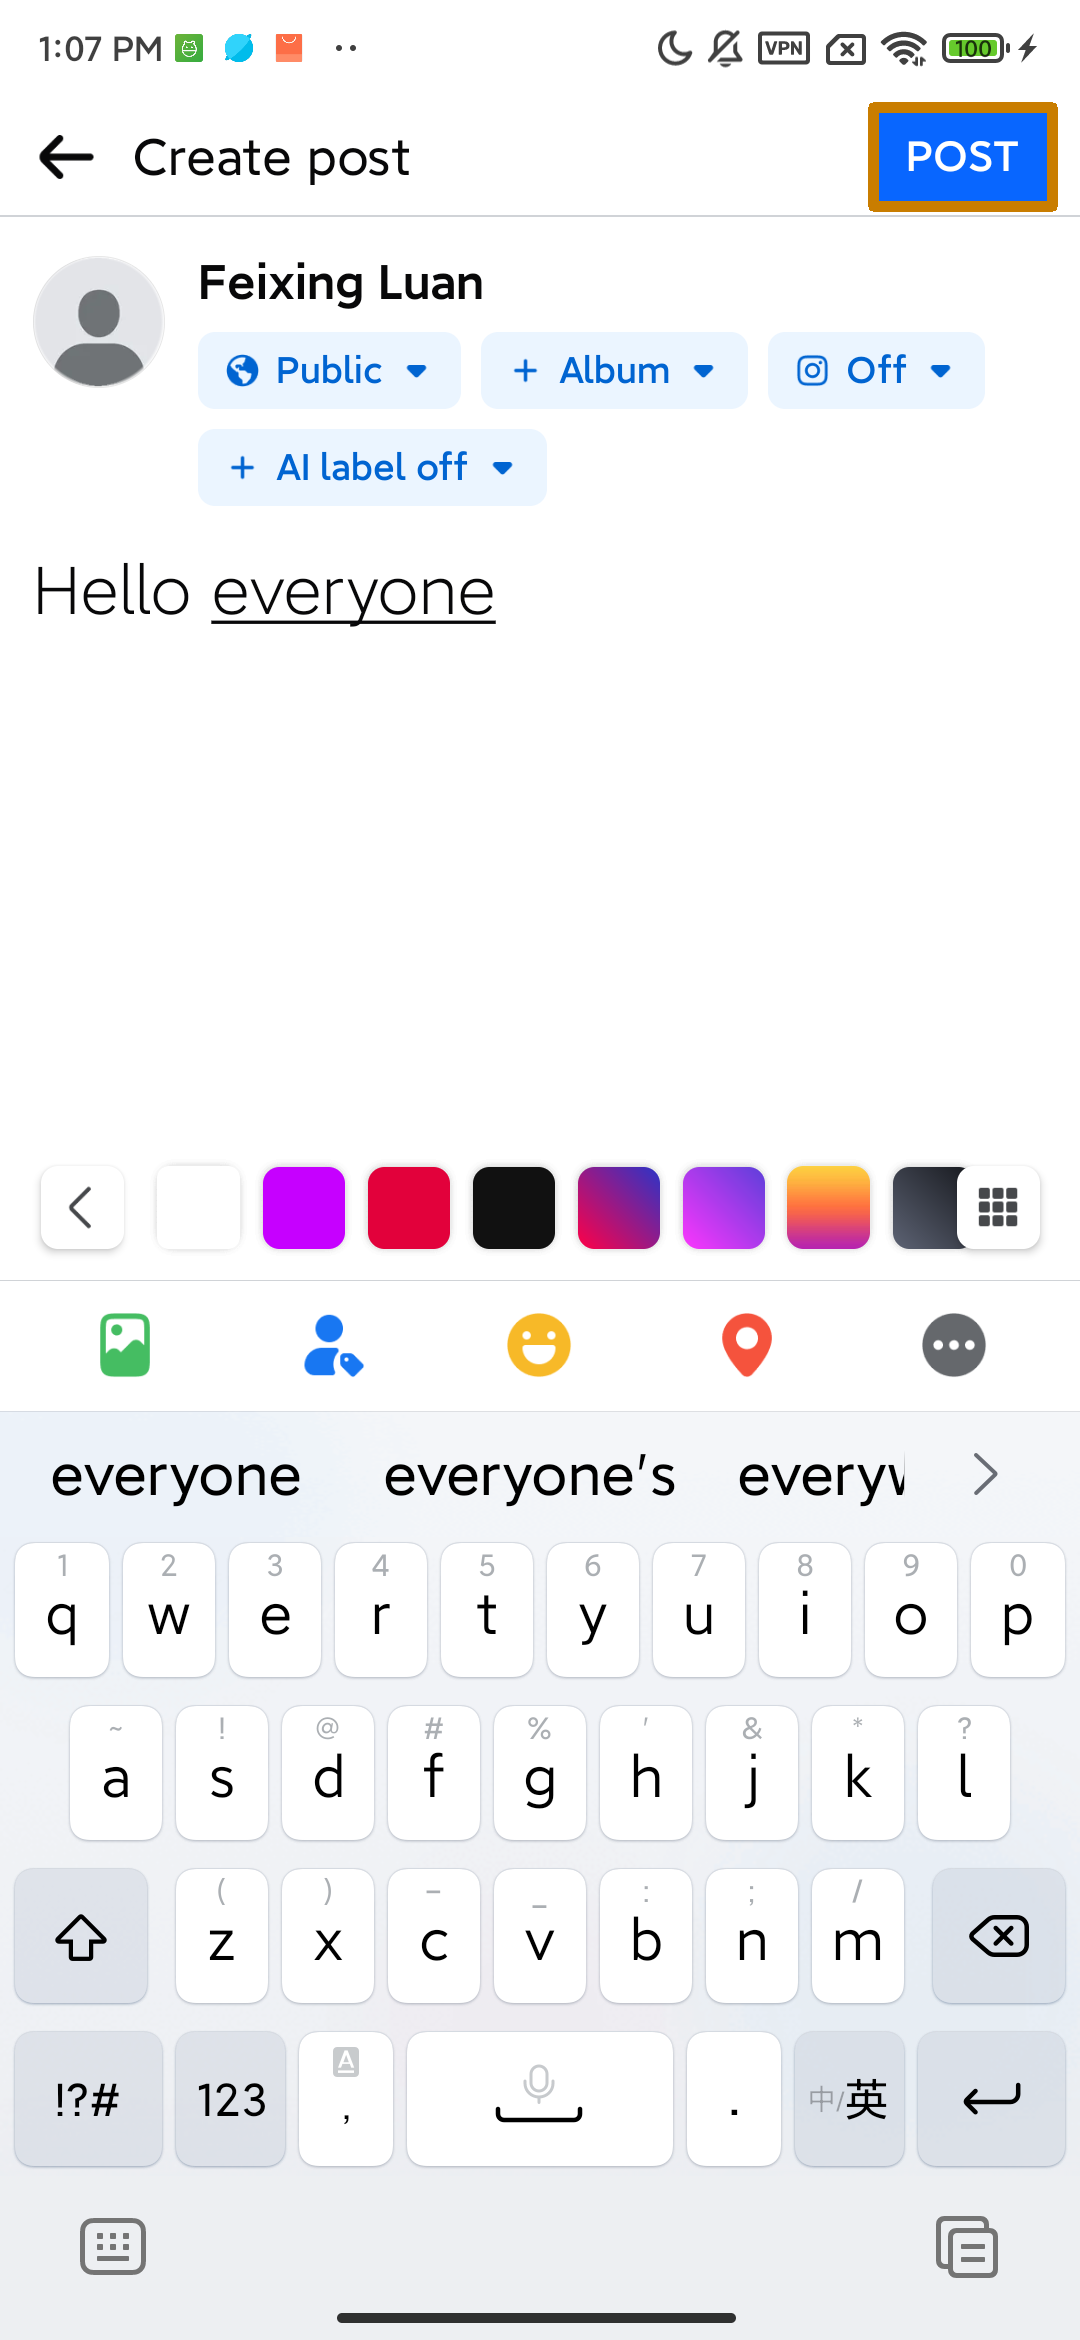 1:07 PM VPN 100
Create post POST
Feixing Luan
Public + Album Off
+ AI label off
Hello everyone
everyone everyone's everyw
1 2 3 4 5 6 7 8 9 0
q w e r t y u i o p
~ ! @ # % ' & * ?
a s d f g h j k l
( ) – _ : ; /
z x c v b n m
!?# 123 A , . 中/英